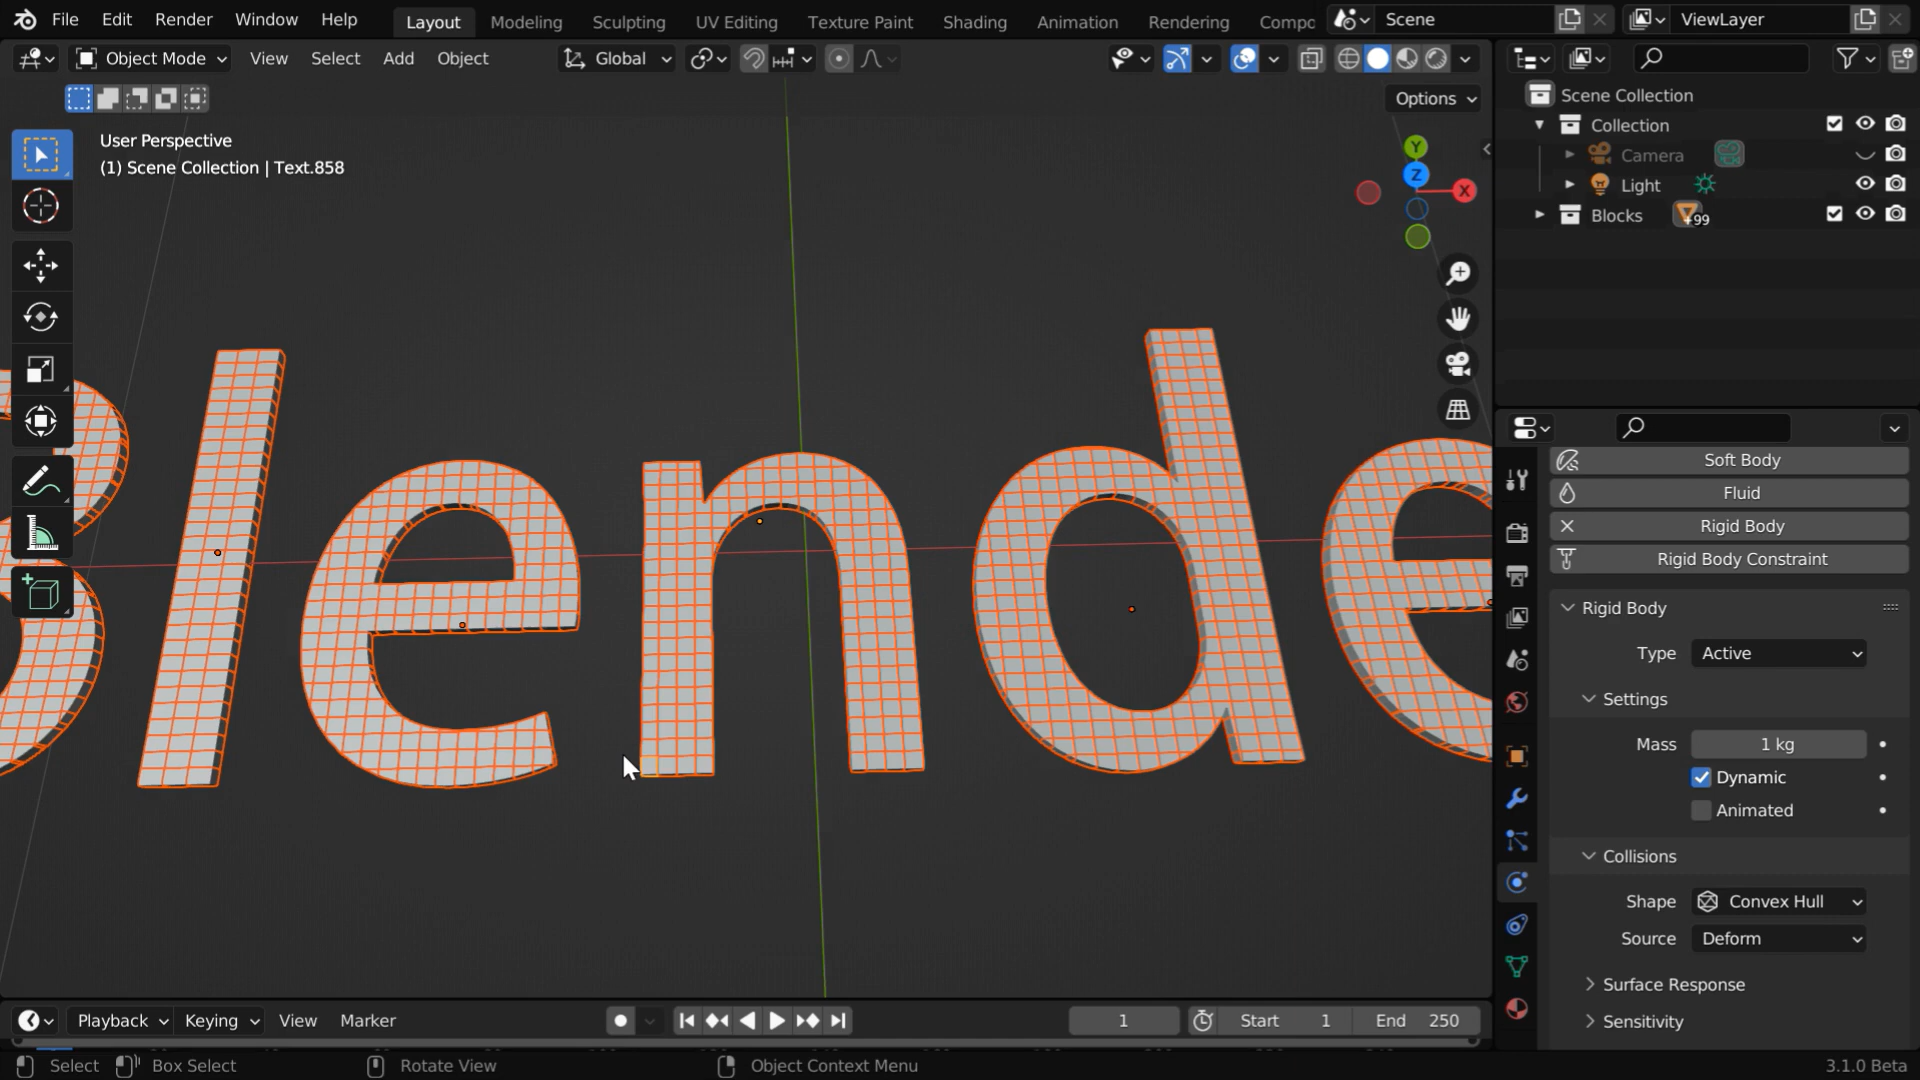 File Edit Render Window Help Layout Modeling Sculpting UV Editing Texture Paint Shading Animation Rendering Compo Scene ViewLayer
Object Mode View Select Add Object Global
Options
User Perspective
(1) Scene Collection | Text.858
Y
Z
X
Blende
Scene Collection
Collection
Camera
Light
Blocks +99
Soft Body
Fluid
Rigid Body
Rigid Body Constraint
Rigid Body
Type Active
Settings
Mass 1 kg
Dynamic
Animated
Collisions
Shape Convex Hull
Source Deform
Surface Response
Sensitivity
Playback Keying View Marker 1 Start 1 End 250
Select Box Select Rotate View Object Context Menu 3.1.0 Beta